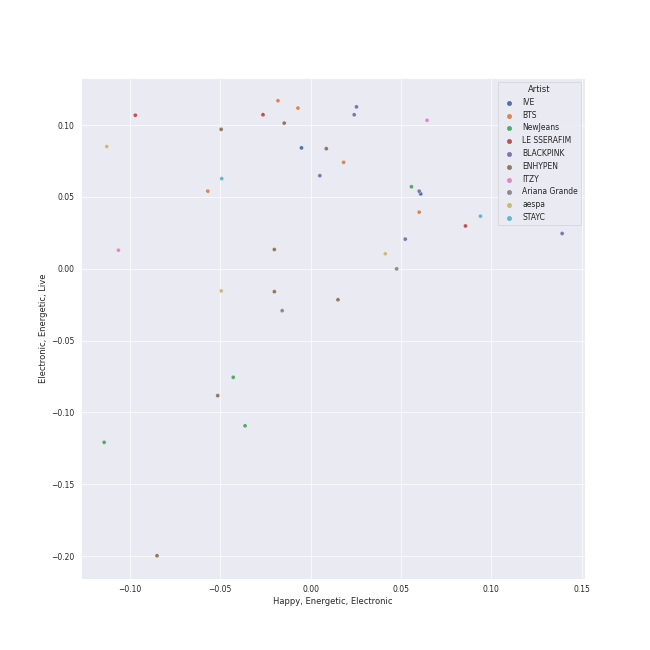 Artist
IVE
BTS
NewJeans
LE SSERAFIM
BLACKPINK
ENHYPEN
ITZY
Ariana Grande
aespa
STAYC
0.10
0.05
0.00
−0.05
−0.10
−0.15
−0.20
Electronic, Energetic, Live
−0.10
−0.05
0.00
0.05
0.10
0.15
Happy, Energetic, Electronic